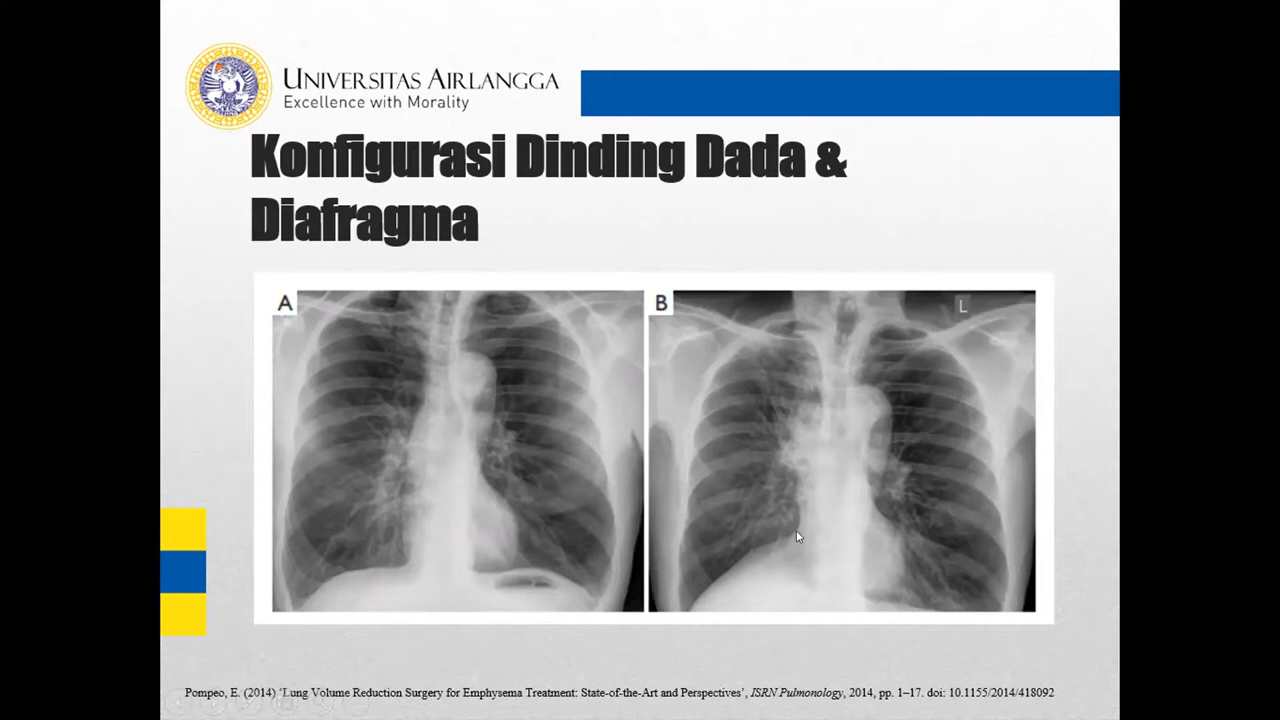 UNIVERSITAS AIRLANGGA
Excellence with Morality
Konfigurasi Dinding Dada &
Diafragma
A
B
L
Pompeo, E. (2014) ‘Lung Volume Reduction Surgery for Emphysema Treatment: State-of-the-Art and Perspectives’, ISRN Pulmonology, 2014, pp. 1–17. doi: 10.1155/2014/418092